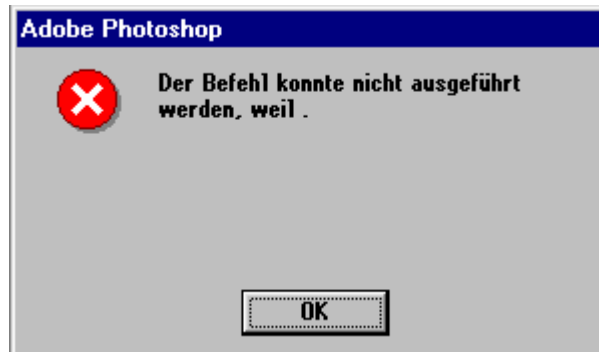 Adobe Photoshop
Der Befehl konnte nicht ausgeführt
werden, weil .
OK